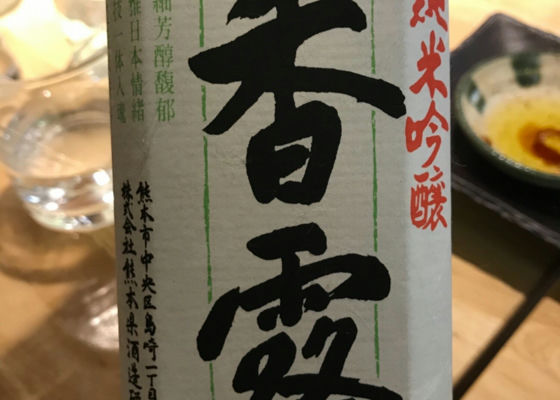 純米吟醸
香露
細芳醇馥郁
雅日本情緒
技一体入魂
熊本市中央区島崎一丁目
株式会社熊本県酒造研